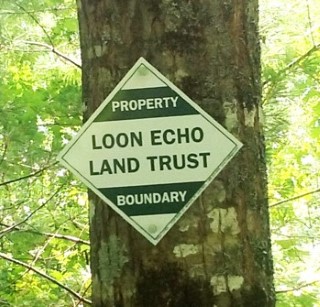 PROPERTY
LOON ECHO
LAND TRUST
BOUNDARY